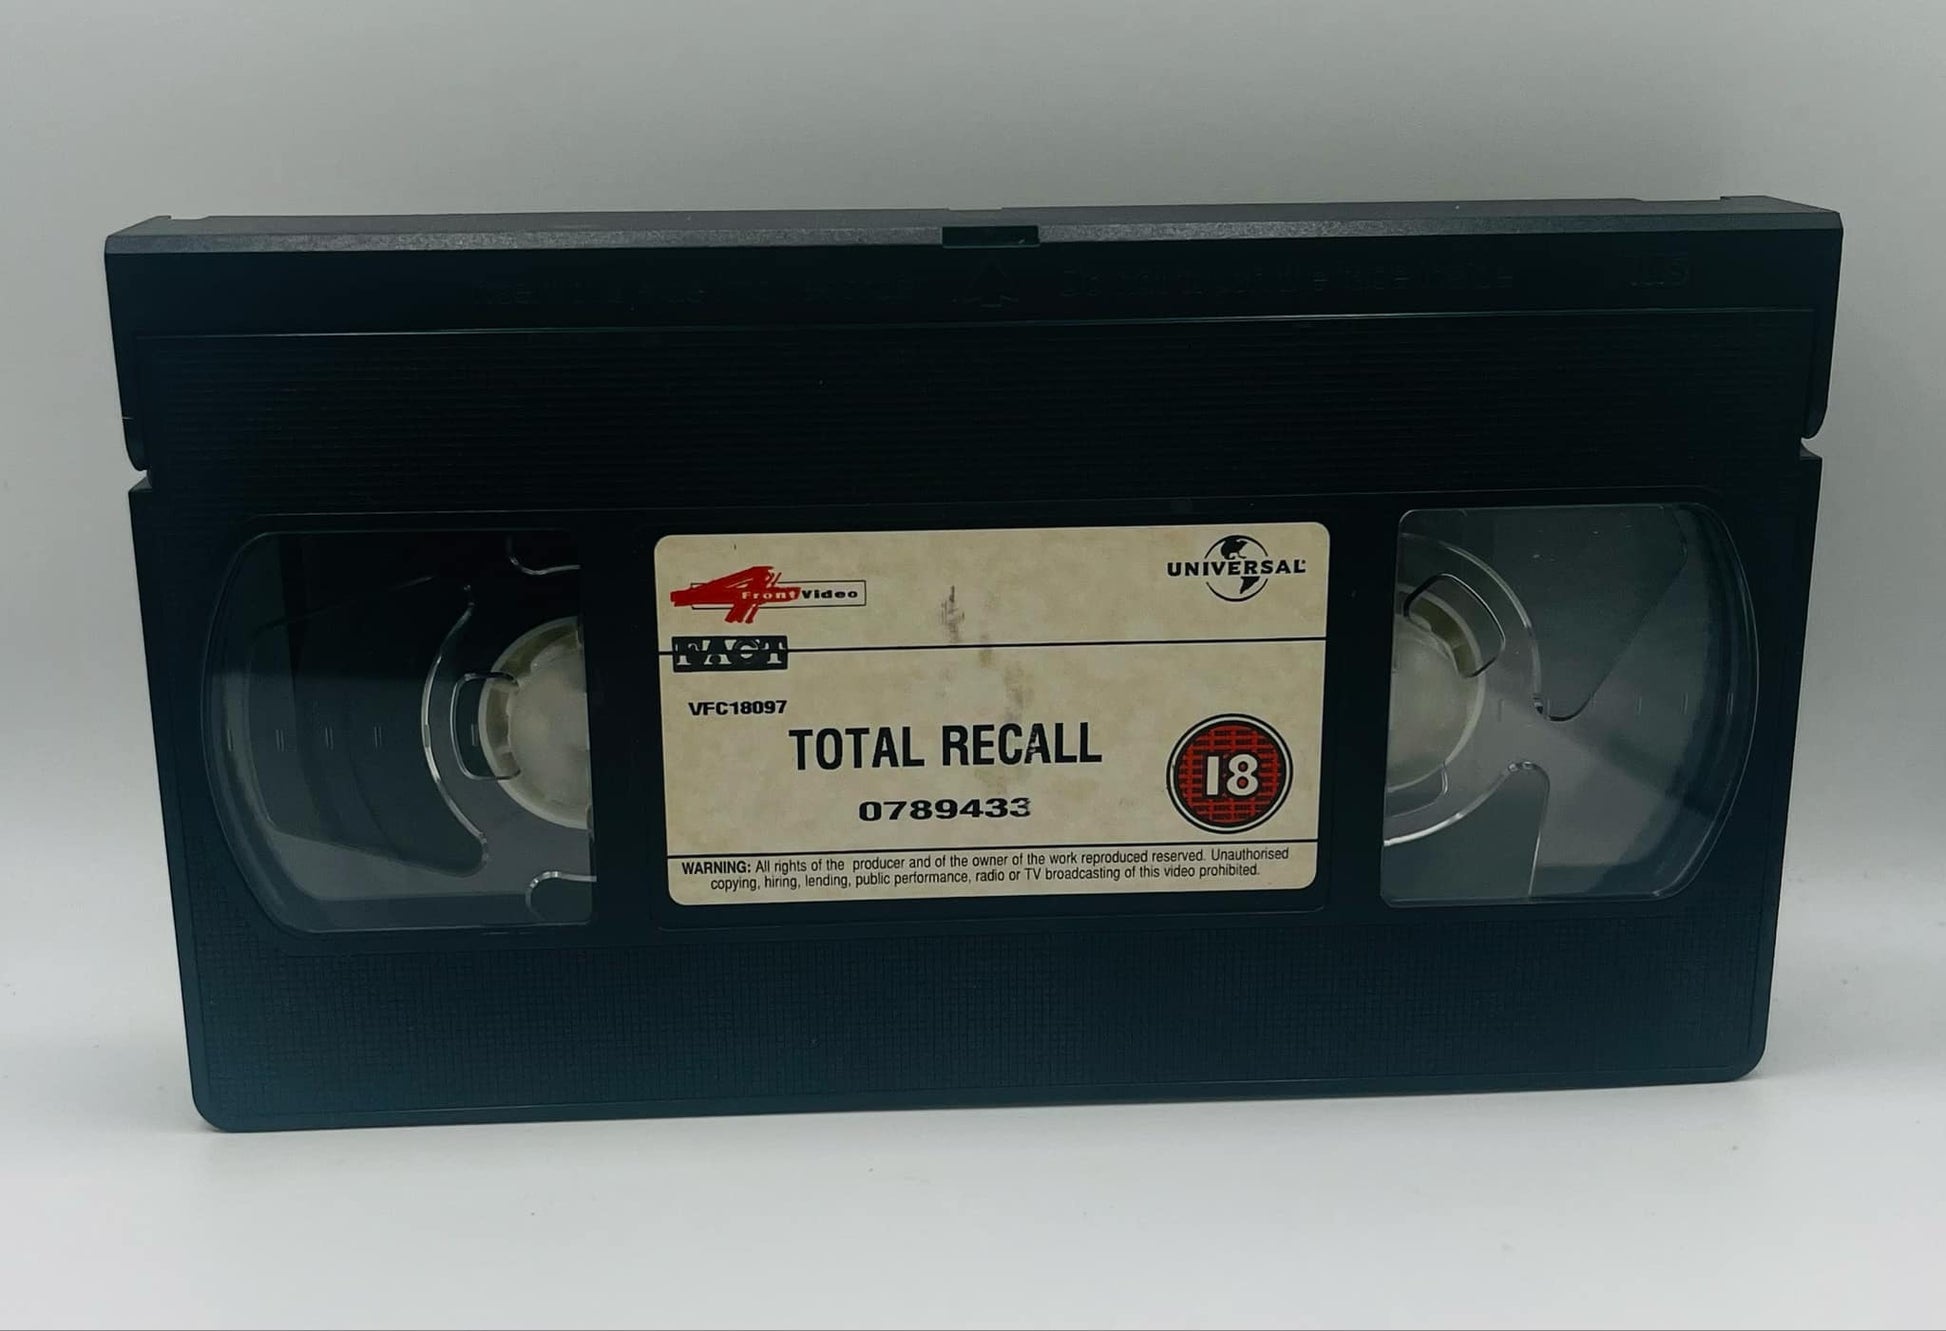 4 Front Video
UNIVERSAL
FACT
VFC18097
TOTAL RECALL
0789433
18
WARNING: All rights of the producer and of the owner of the work reproduced reserved. Unauthorised
copying, hiring, lending, public performance, radio or TV broadcasting of this video prohibited.